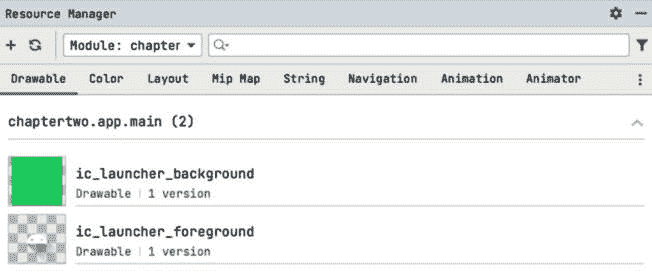 Resource Manager
Module: chapter
Drawable Color Layout Mip Map String Navigation Animation Animator
chaptertwo.app.main (2)
ic_launcher_background
Drawable | 1 version
ic_launcher_foreground
Drawable | 1 version